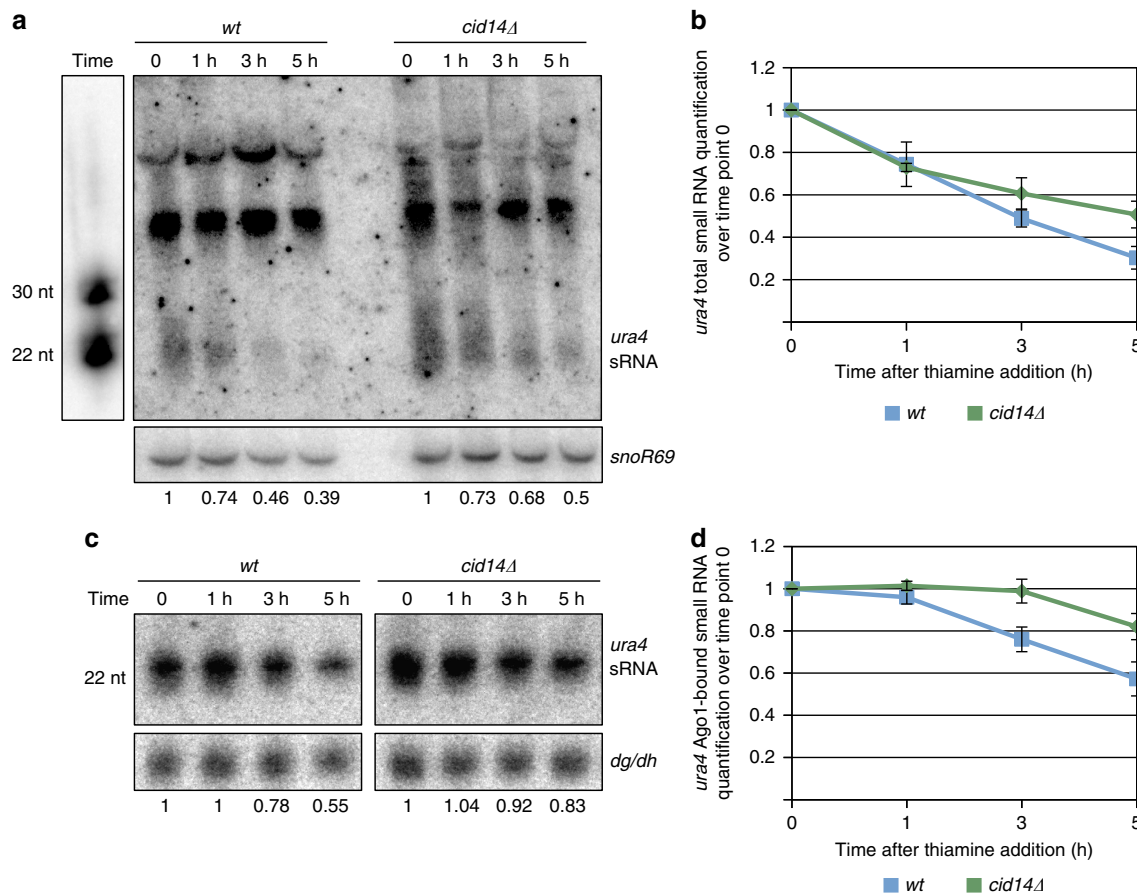 a
wt
cid14Δ
Time 0 1 h 3 h 5 h 0 1 h 3 h 5 h
30 nt
22 nt
ura4
sRNA
snoR69
1 0.74 0.46 0.39 1 0.73 0.68 0.5
b
ura4 total small RNA quantification
over time point 0
1.2
1
0.8
0.6
0.4
0.2
0 1 3 5
Time after thiamine addition (h)
wt cid14Δ
c
wt
cid14Δ
Time 0 1 h 3 h 5 h 0 1 h 3 h 5 h
22 nt
ura4
sRNA
dg/dh
1 1 0.78 0.55 1 1.04 0.92 0.83
d
ura4 Ago1-bound small RNA
quantification over time point 0
1.2
1
0.8
0.6
0.4
0.2
0 1 3 5
Time after thiamine addition (h)
wt cid14Δ